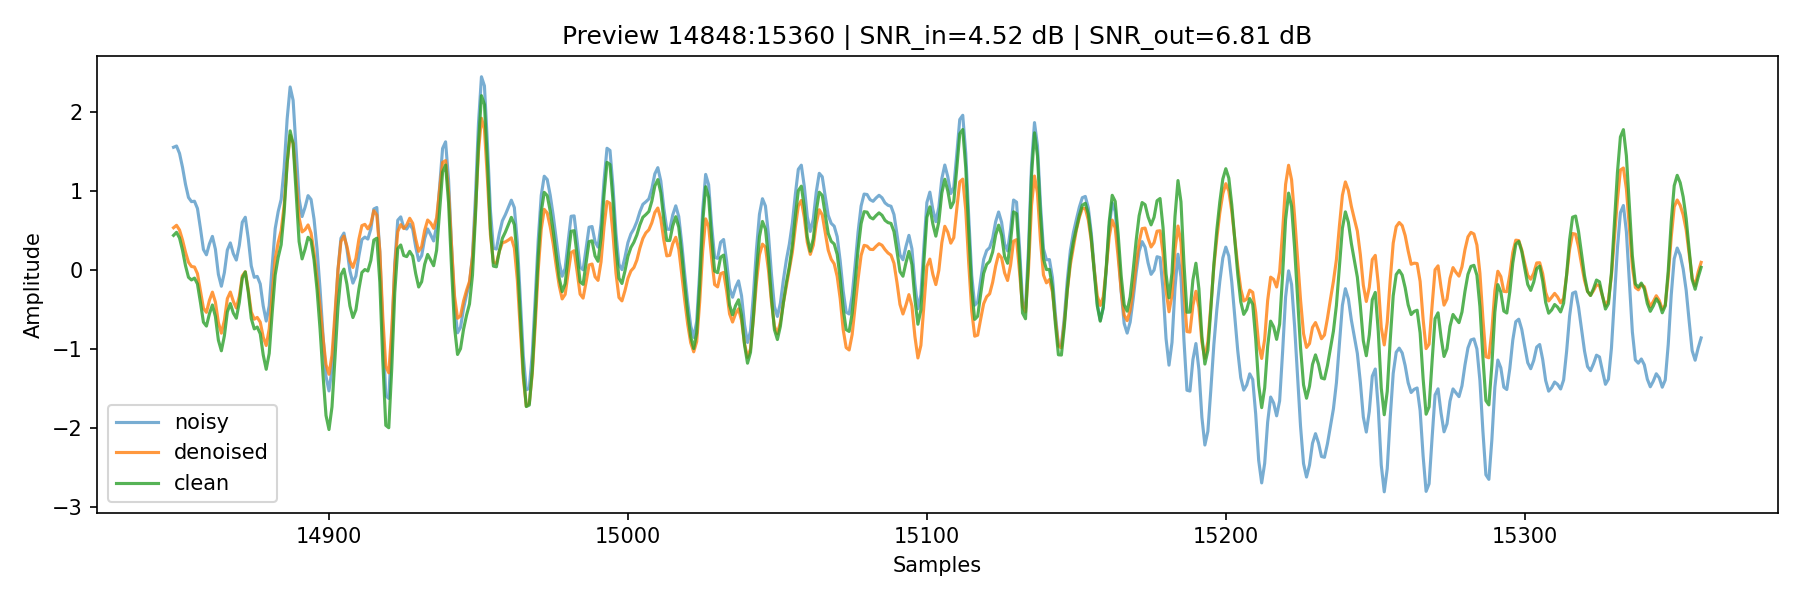 Preview 14848:15360 | SNR_in=4.52 dB | SNR_out=6.81 dB
Amplitude
2
1
0
−1
−2
−3
noisy
denoised
clean
14900
15000
15100
15200
15300
Samples